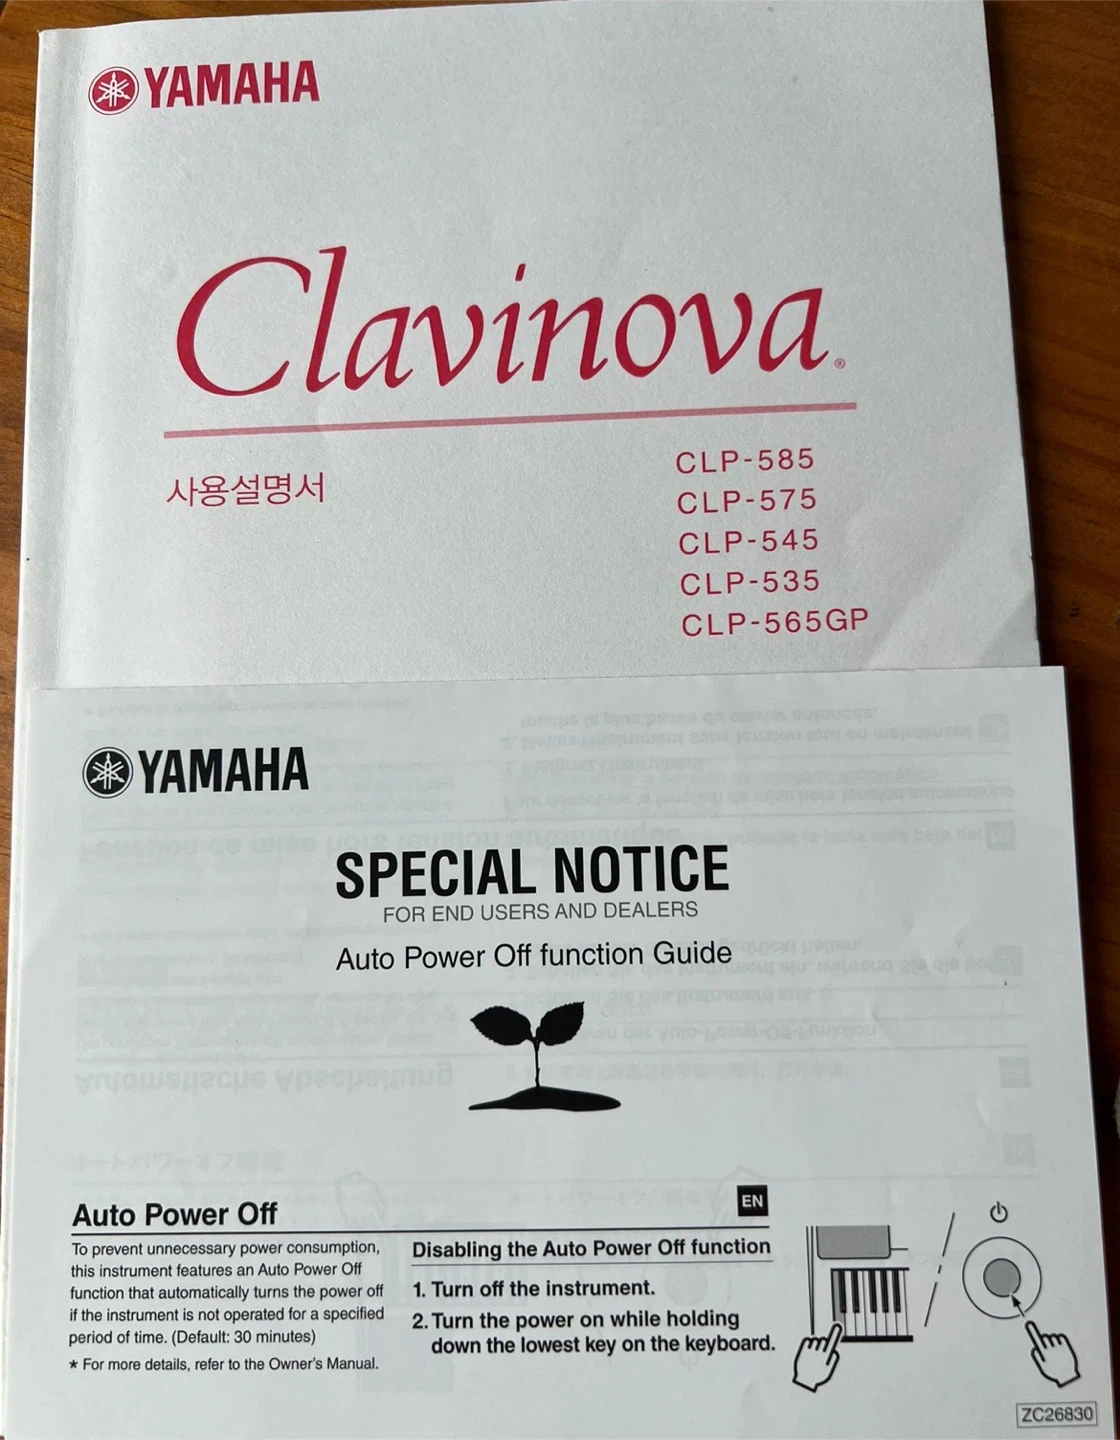 YAMAHA
Clavinova®
사용설명서
CLP-585
CLP-575
CLP-545
CLP-535
CLP-565GP
YAMAHA
SPECIAL NOTICE
FOR END USERS AND DEALERS
Auto Power Off function Guide
Auto Power Off
To prevent unnecessary power consumption,
this instrument features an Auto Power Off
function that automatically turns the power off
if the instrument is not operated for a specified
period of time. (Default: 30 minutes)
* For more details, refer to the Owner's Manual.
EN
Disabling the Auto Power Off function
1. Turn off the instrument.
2. Turn the power on while holding
down the lowest key on the keyboard.
ZC26830